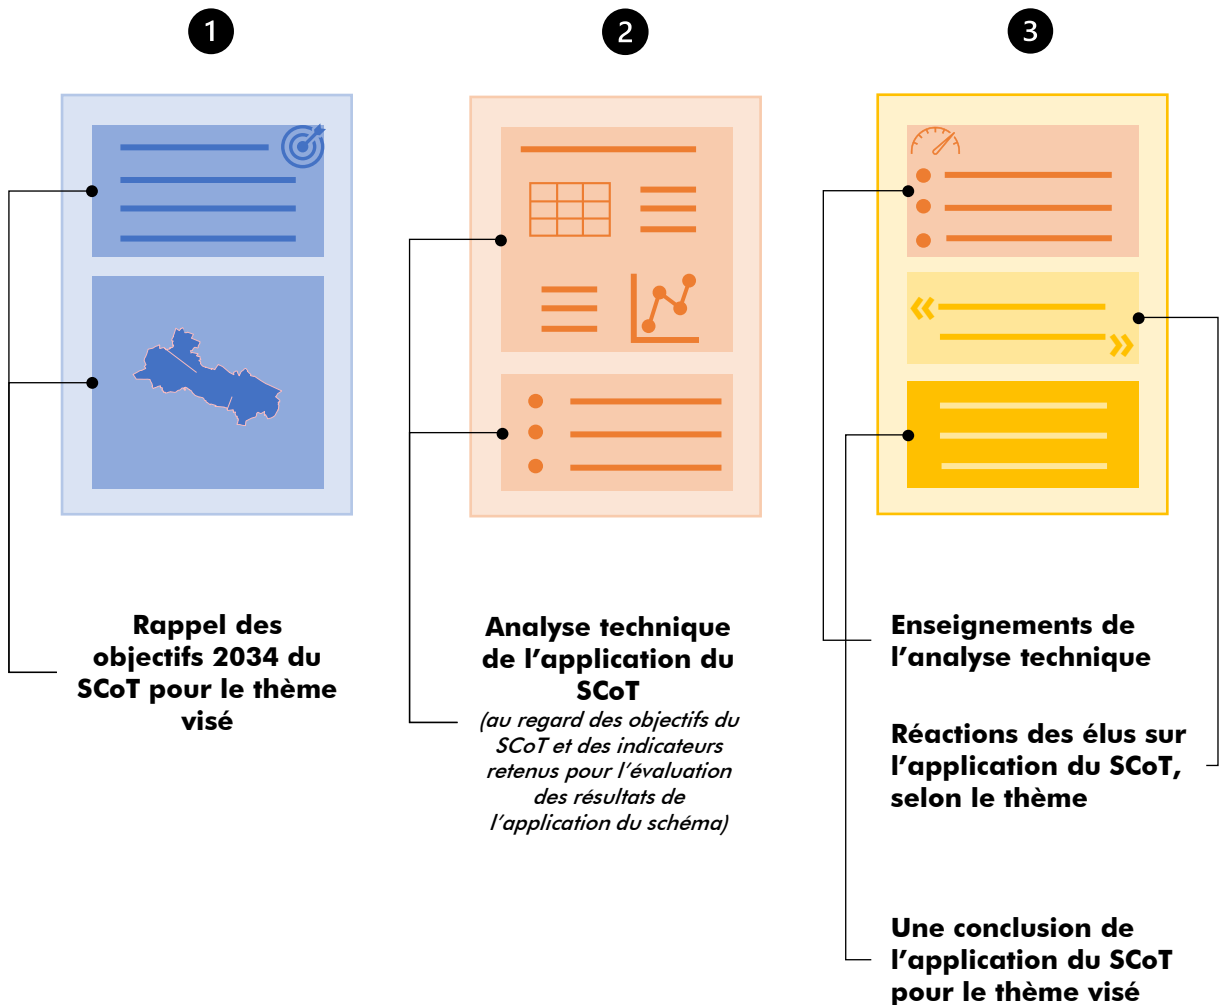 1
2
3
Rappel des
objectifs 2034 du
SCoT pour le thème
visé
Analyse technique
de l’application du
SCoT
(au regard des objectifs du
SCoT et des indicateurs
retenus pour l’évaluation
des résultats de
l’application du schéma)
«
»
Enseignements de
l’analyse technique
Réactions des élus sur
l’application du SCoT,
selon le thème
Une conclusion de
l’application du SCoT
pour le thème visé